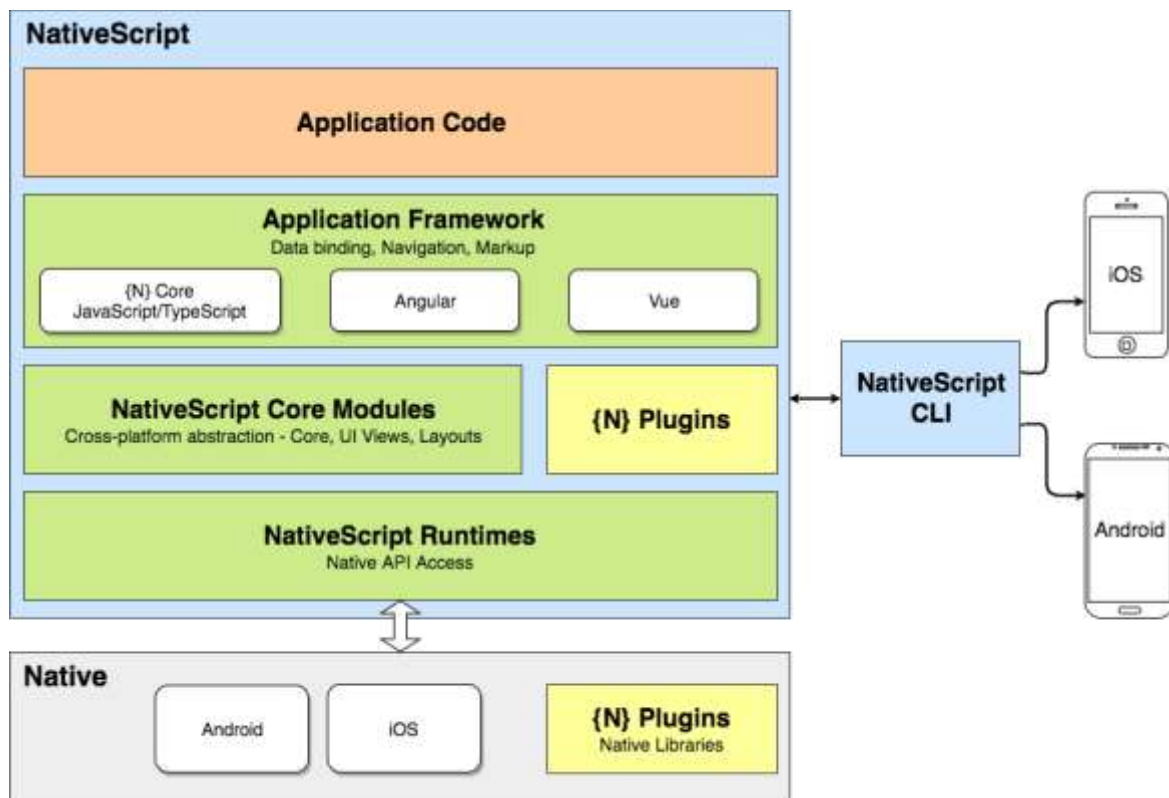 NativeScript
Application Code
Application Framework
Data binding, Navigation, Markup
{N} Core
JavaScript/TypeScript
Angular
Vue
NativeScript Core Modules
Cross-platform abstraction - Core, UI Views, Layouts
{N} Plugins
NativeScript Runtimes
Native API Access
NativeScript
CLI
iOS
Android
Native
Android
iOS
{N} Plugins
Native Libraries